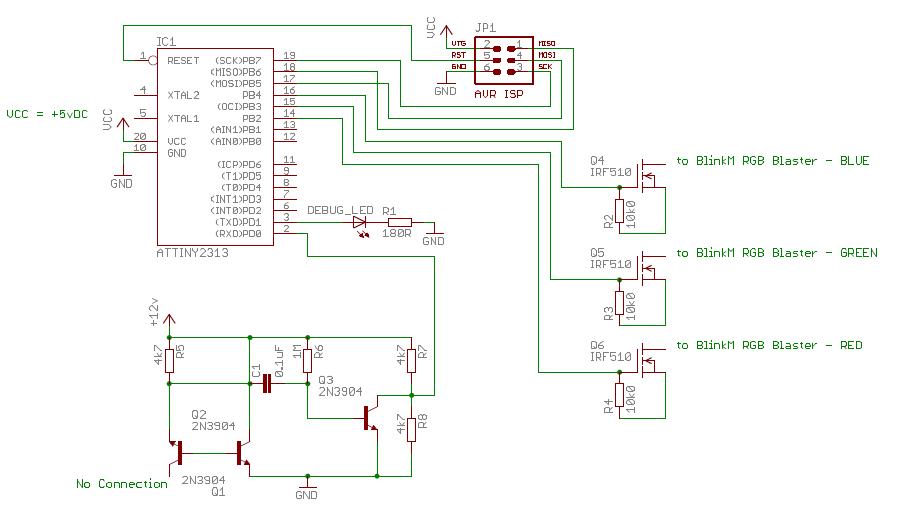 VCC
JP1
VTG 2 1 MISO
RST 5 4 MOSI
GND 6 3 SCK
GND
AVR ISP
IC1
1 RESET (SCK)PB7 19
(MISO)PB6 18
(MOSI)PB5 17
4 XTAL2 PB4 16
(OCI)PB3 15
VCC = +5vDC
VCC
5 XTAL1 PB2 14
(AIN1)PB1 13
20 VCC (AIN0)PB0 12
10 GND
GND
(ICP)PD6 11
(T1)PD5 9
(T0)PD4 8
(INT1)PD3 7
(INT0)PD2 6
(TXD)PD1 3
(RXD)PD0 2
ATTINY2313
DEBUG_LED R1
180R
GND
Q4
IRF510
to BlinkM RGB Blaster - BLUE
R2
10k0
Q5
IRF510
to BlinkM RGB Blaster - GREEN
R3
10k0
Q6
IRF510
to BlinkM RGB Blaster - RED
R4
10k0
+12v
4k7
R5
C1
0.1uF
1M
R6
4k7
R7
Q3
2N3904
4k7
R8
Q2
2N3904
No Connection
2N3904
Q1
GND